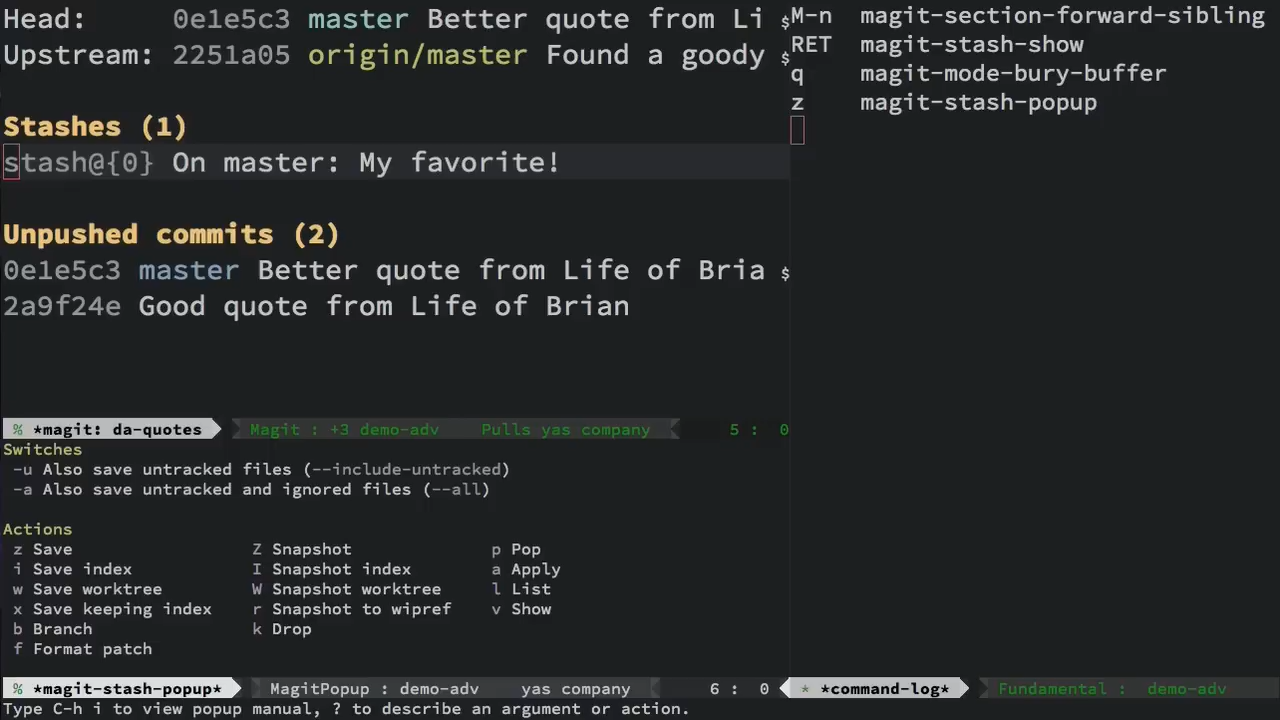 Head:     0e1e5c3 master Better quote from Li $
Upstream: 2251a05 origin/master Found a goody $
Stashes (1)
stash@{0} On master: My favorite!
Unpushed commits (2)
0e1e5c3 master Better quote from Life of Bria $
2a9f24e Good quote from Life of Brian
% *magit: da-quotes   Magit : +3 demo-adv    Pulls yas company    5 :  0
Switches
-u Also save untracked files (--include-untracked)
-a Also save untracked and ignored files (--all)
Actions
z Save   Z Snapshot   p Pop
i Save index   I Snapshot index   a Apply
w Save worktree   W Snapshot worktree   l List
x Save keeping index   r Snapshot to wipref   v Show
b Branch   k Drop
f Format patch
% *magit-stash-popup*   MagitPopup : demo-adv    yas company    6 :  0
Type C-h i to view popup manual, ? to describe an argument or action.
M-n   magit-section-forward-sibling
RET   magit-stash-show
q   magit-mode-bury-buffer
z   magit-stash-popup
* *command-log*   Fundamental :  demo-adv